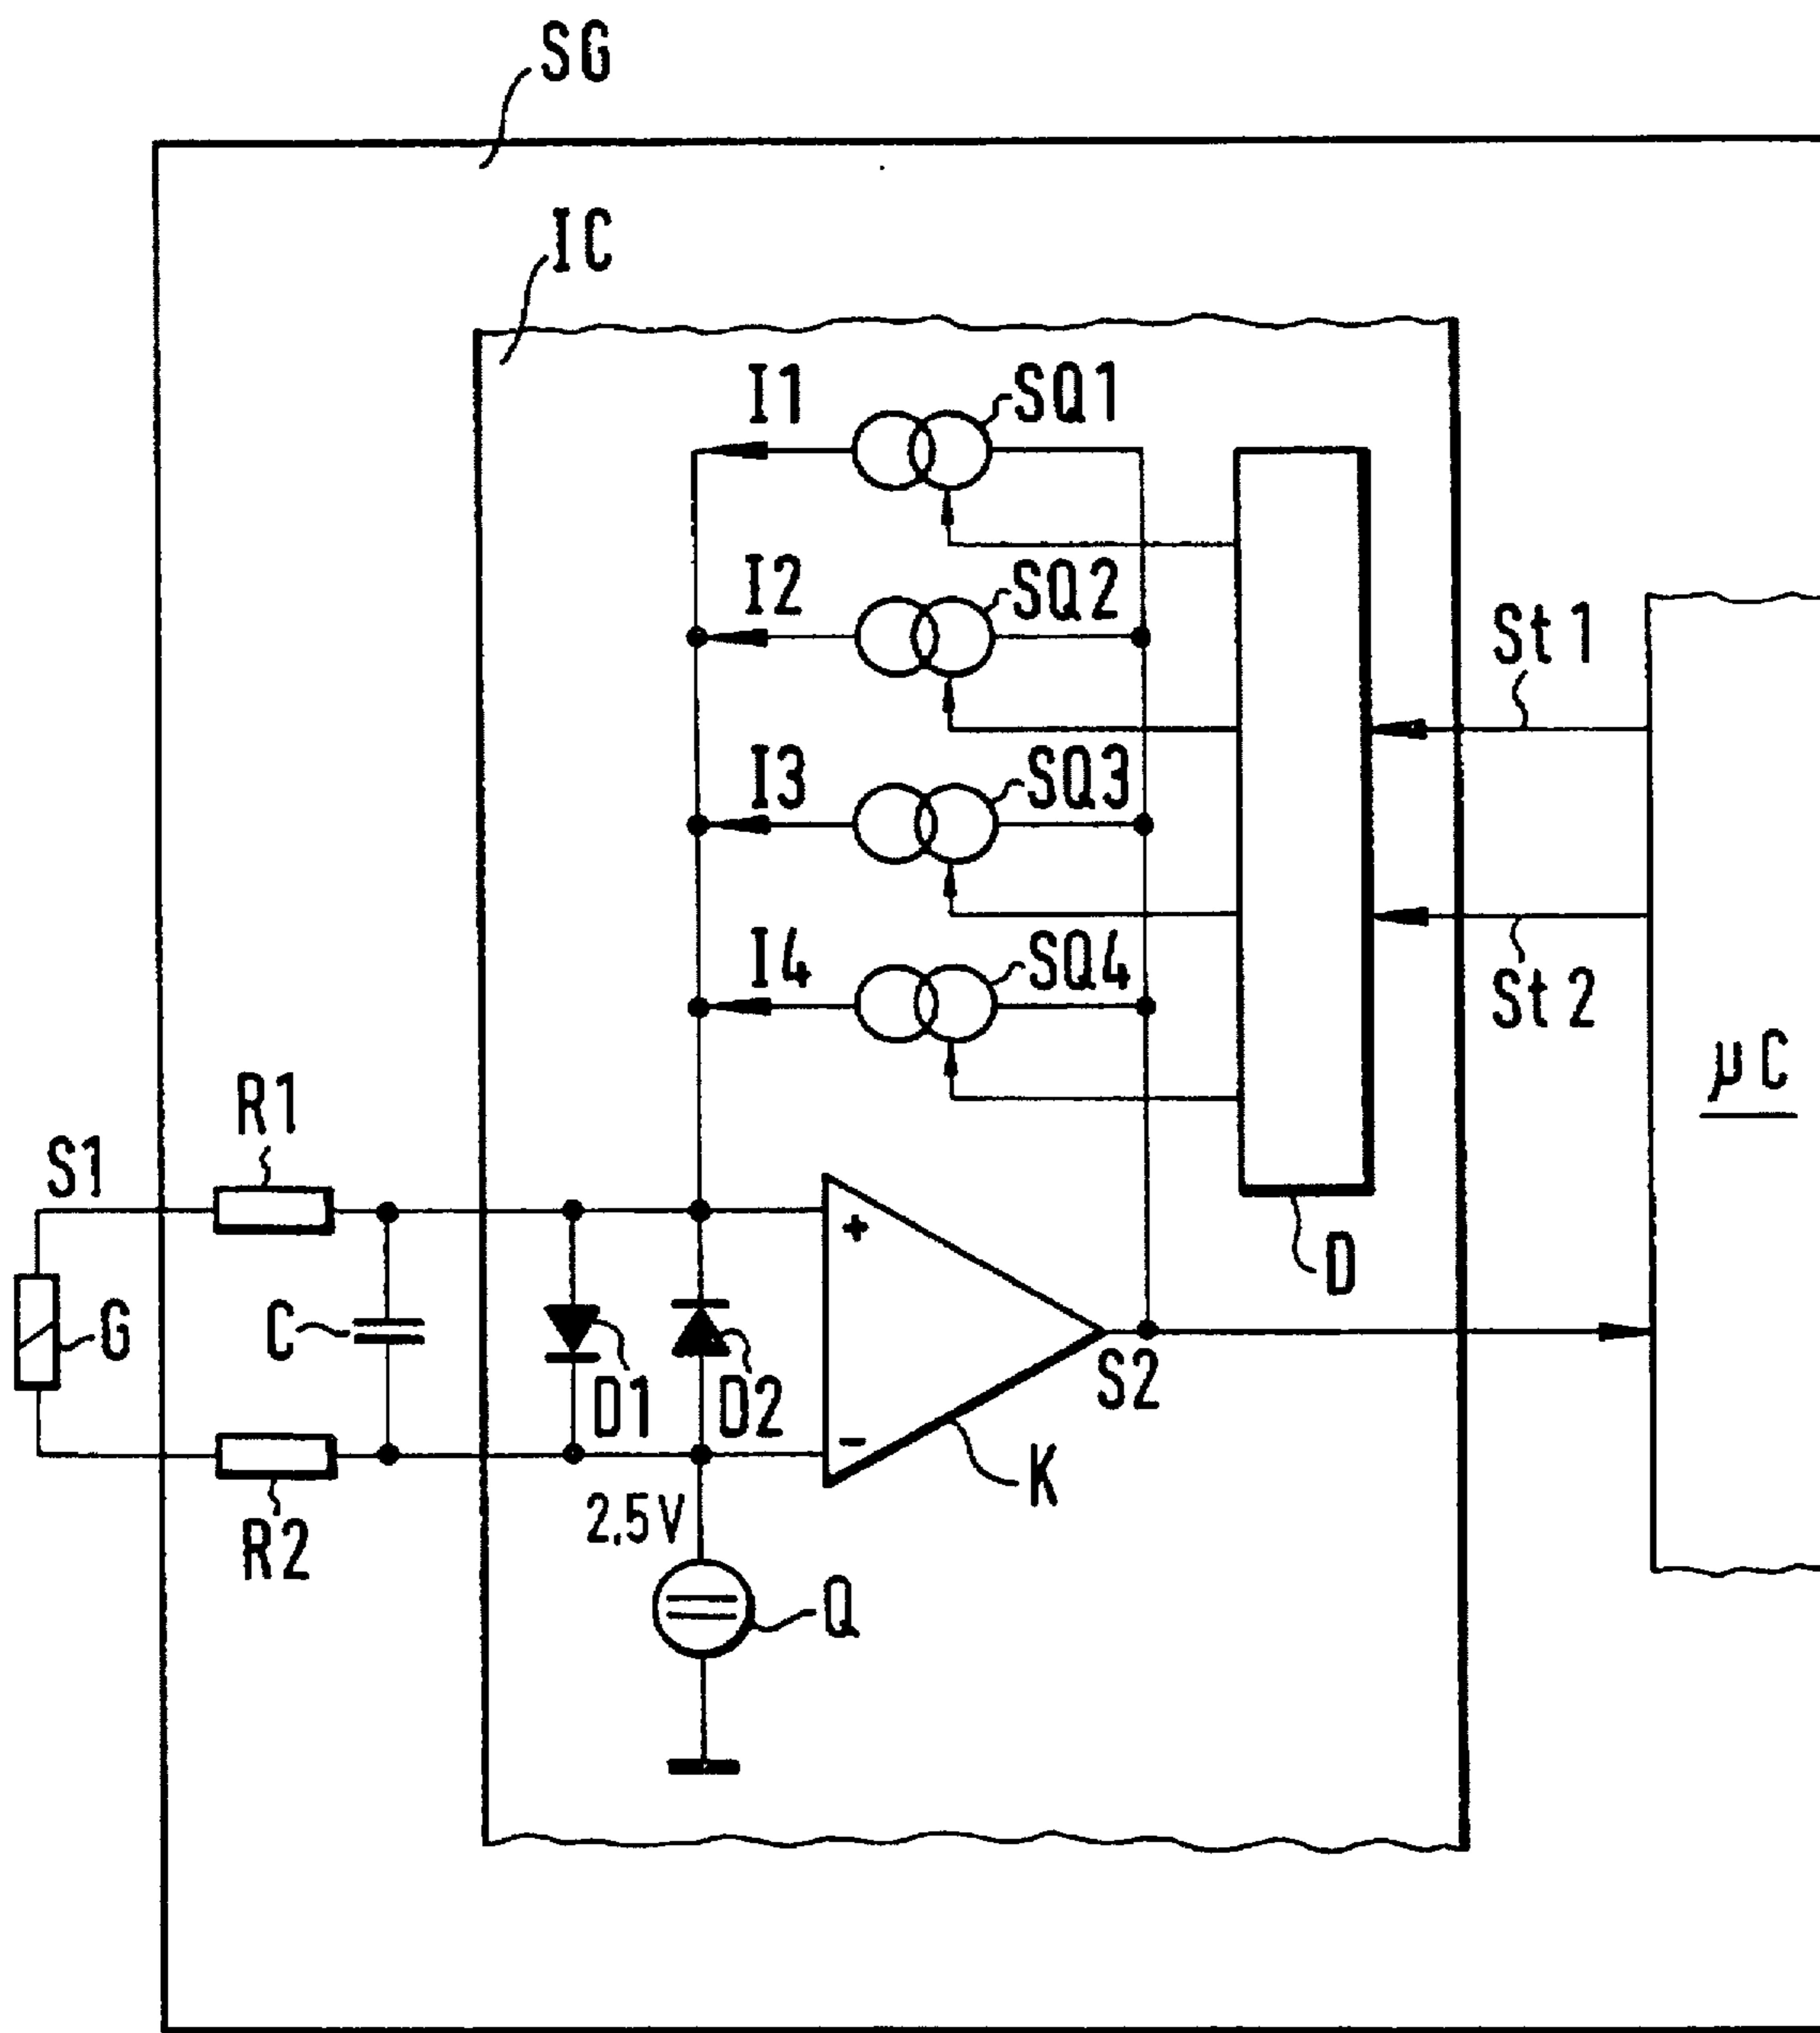 SG
IC
I1 SQ1
I2 SQ2
St1
I3 SQ3
I4 SQ4
St2
µC
R1
S1
+
D
G C
D1 D2 S2
-
K
2,5V
R2
Q